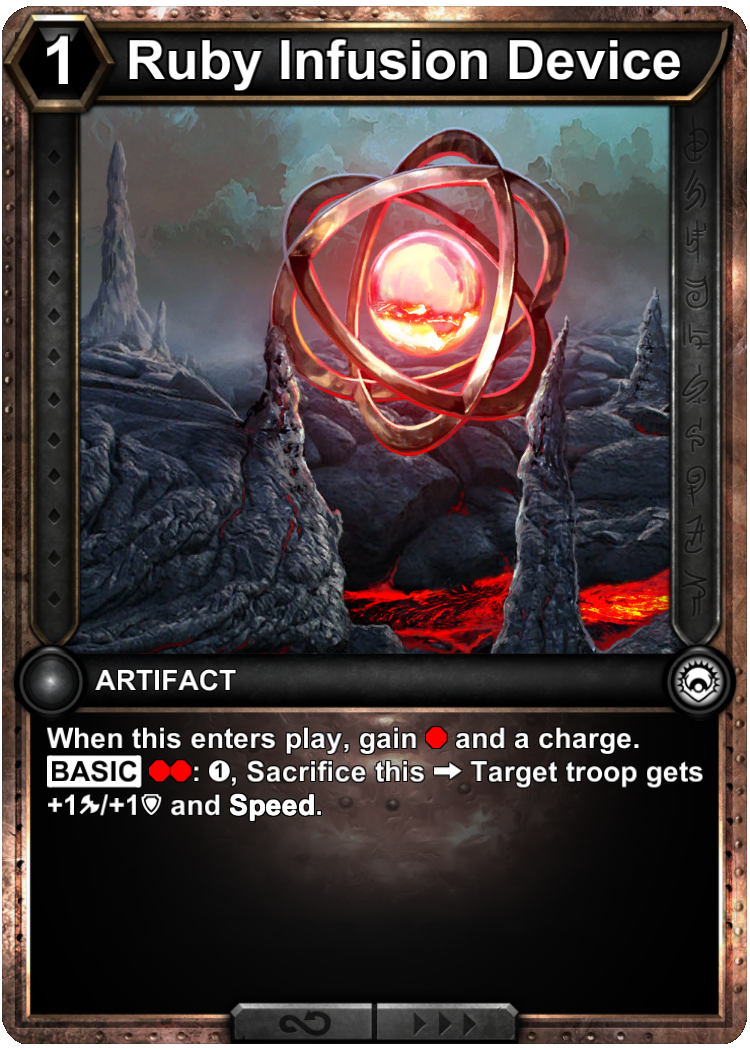 1 Ruby Infusion Device
ARTIFACT
When this enters play, gain and a charge.
BASIC : 1, Sacrifice this → Target troop gets
+1/+1 and Speed.